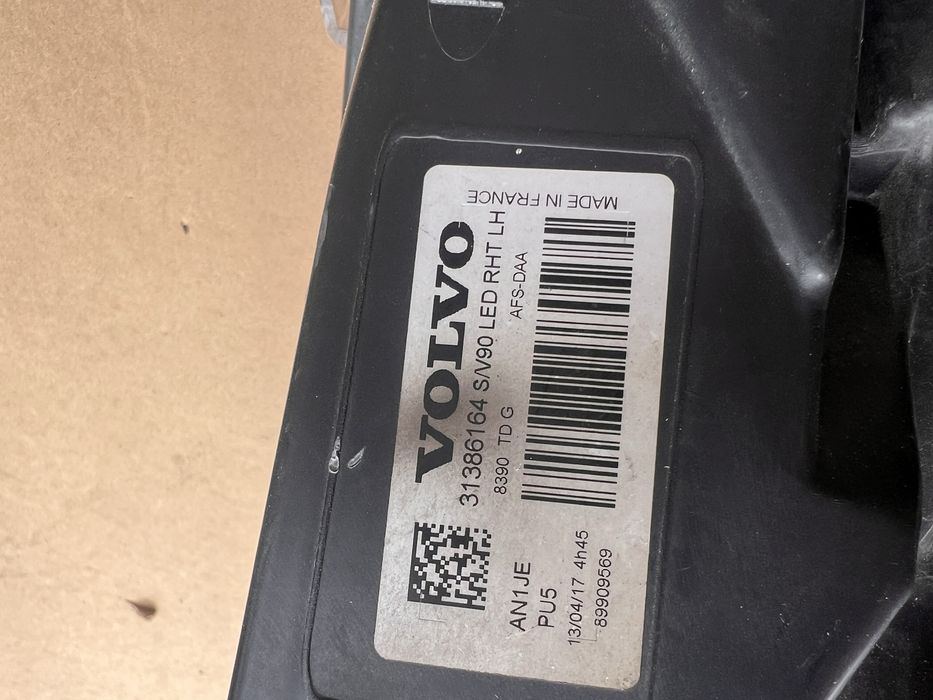 VOLVO
31386164 S/V90 LED RHT LH
8390 TD G AFS-DAA
MADE IN FRANCE
AN1JE
PU5
13/04/17 4h45
89909569